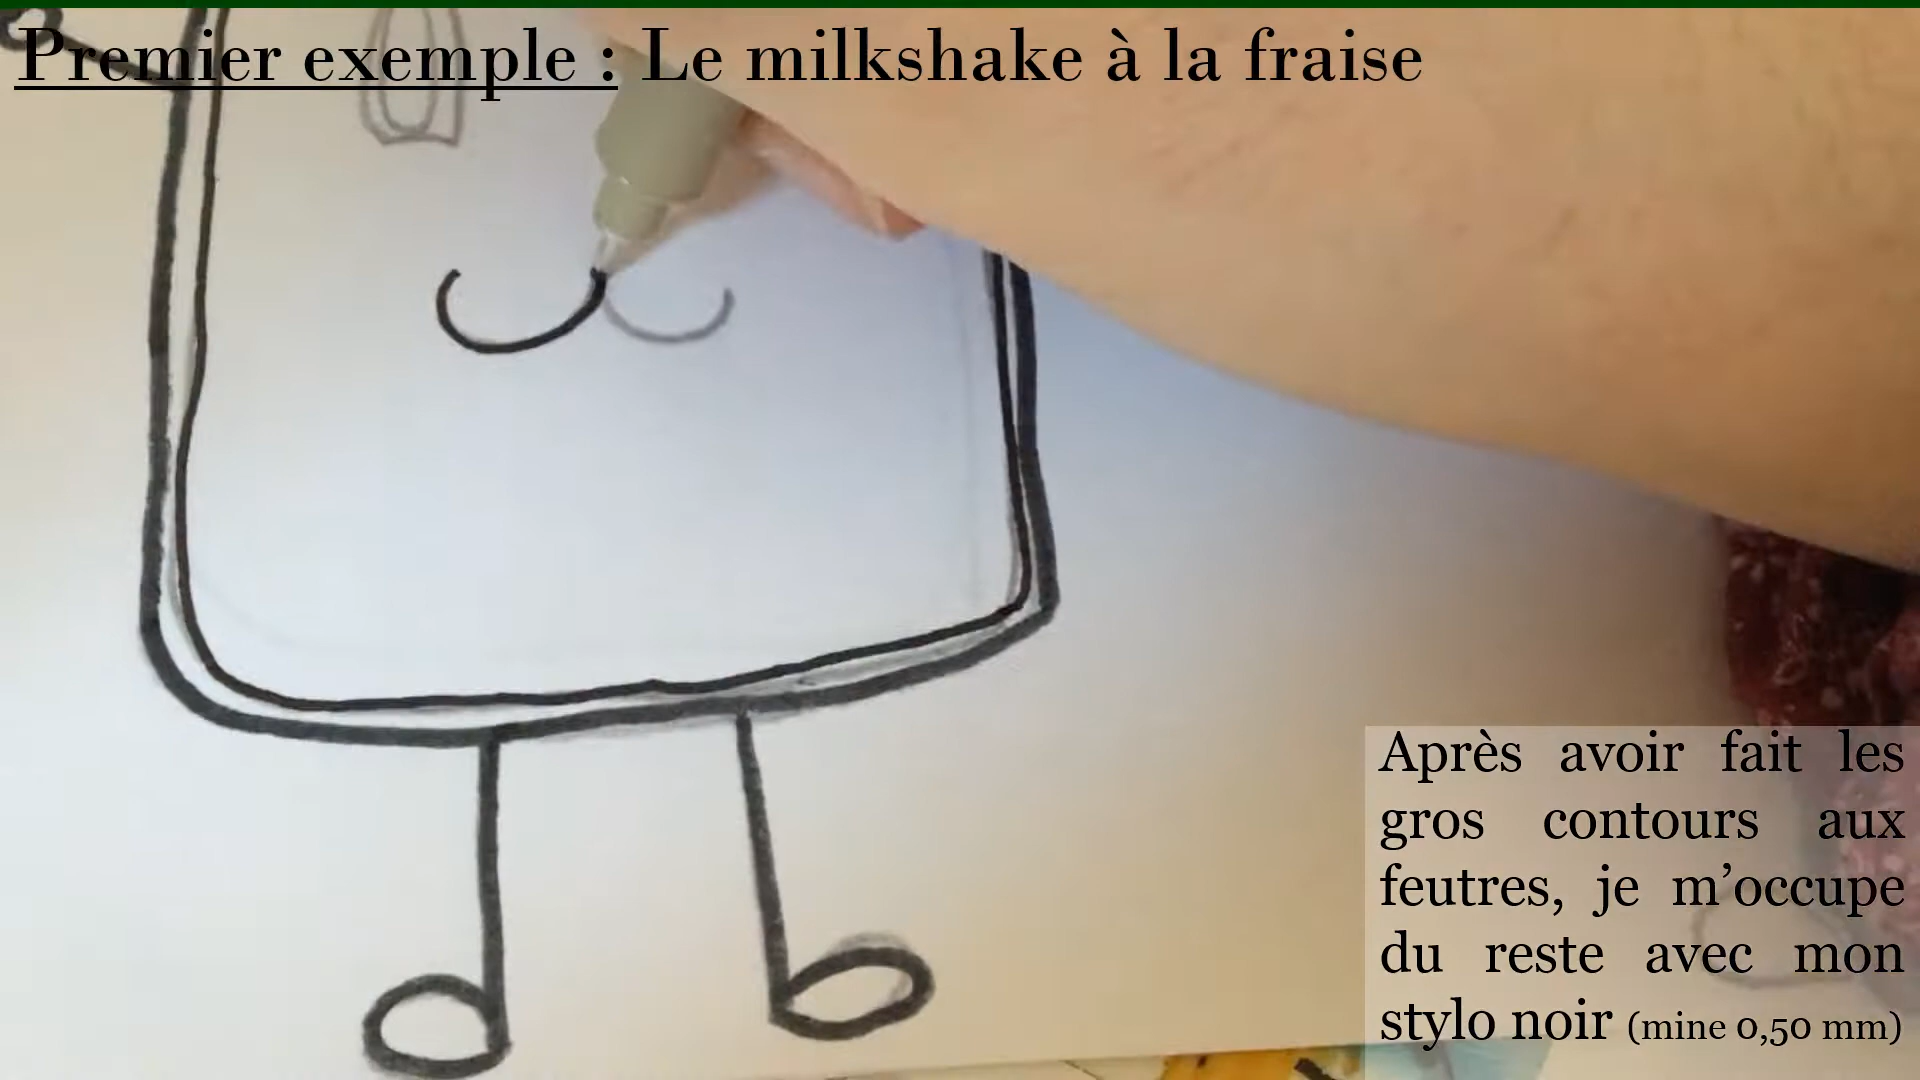 Premier exemple : Le milkshake à la fraise
Après avoir fait les
gros contours aux
feutres, je m’occupe
du reste avec mon
stylo noir (mine 0,50 mm)